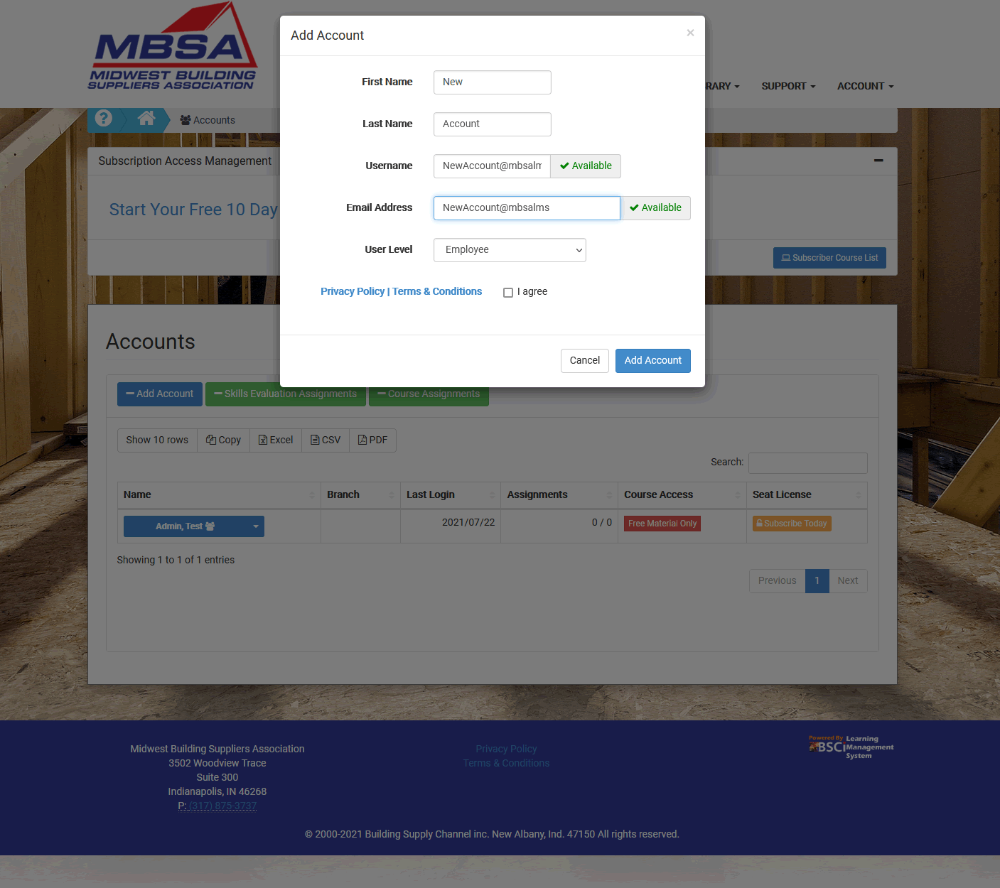 MBSA
MIDWEST BUILDING
SUPPLIERS ASSOCIATION
Add Account
×
First Name
New
Last Name
Account
Username
NewAccount@mbsalm
Available
Email Address
NewAccount@mbsalms
Available
User Level
Employee
Privacy Policy | Terms & Conditions
I agree
Cancel
Add Account
RARY
SUPPORT
ACCOUNT
?
Accounts
Subscription Access Management
Start Your Free 10 Day
Subscriber Course List
Accounts
Add Account
Skills Evaluation Assignments
Course Assignments
Show 10 rows
Copy
Excel
CSV
PDF
Search:
Name
Branch
Last Login
Assignments
Course Access
Seat License
Admin, Test
2021/07/22
0 / 0
Free Material Only
Subscribe Today
Showing 1 to 1 of 1 entries
Previous
1
Next
Midwest Building Suppliers Association
3502 Woodview Trace
Suite 300
Indianapolis, IN 46268
P: (317) 875-3737
Privacy Policy
Terms & Conditions
Powered By
BSCi
Learning
Management
System
© 2000-2021 Building Supply Channel inc. New Albany, Ind. 47150 All rights reserved.